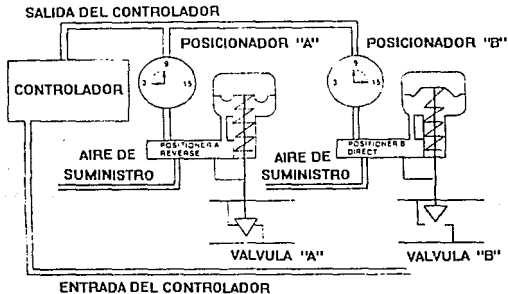 SALIDA DEL CONTROLADOR
POSICIONADOR "A"
POSICIONADOR "B"
CONTROLADOR
9
3
15
9
3
15
POSITIONER A
REVERSE
POSITIONER B
DIRECT
AIRE DE
SUMINISTRO
AIRE DE
SUMINISTRO
VALVULA "A"
VALVULA "B"
ENTRADA DEL CONTROLADOR